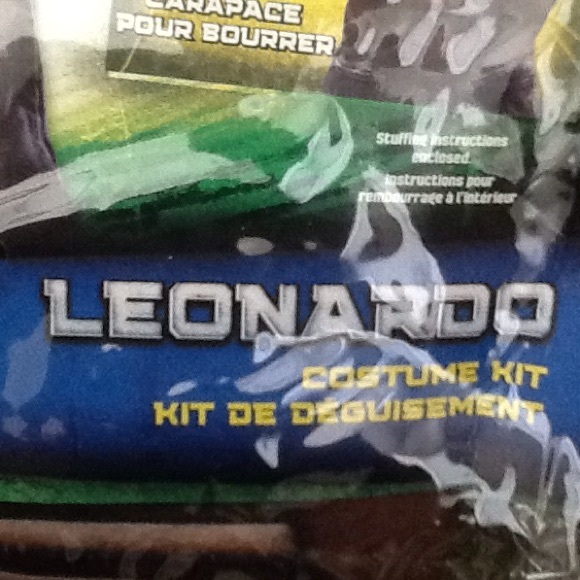 CARAPACE
POUR BOURRER
Stuffing instructions
enclosed.
Instructions pour
rembourrage à l'intérieur
LEONARDO
COSTUME KIT
KIT DE DÉGUISEMENT